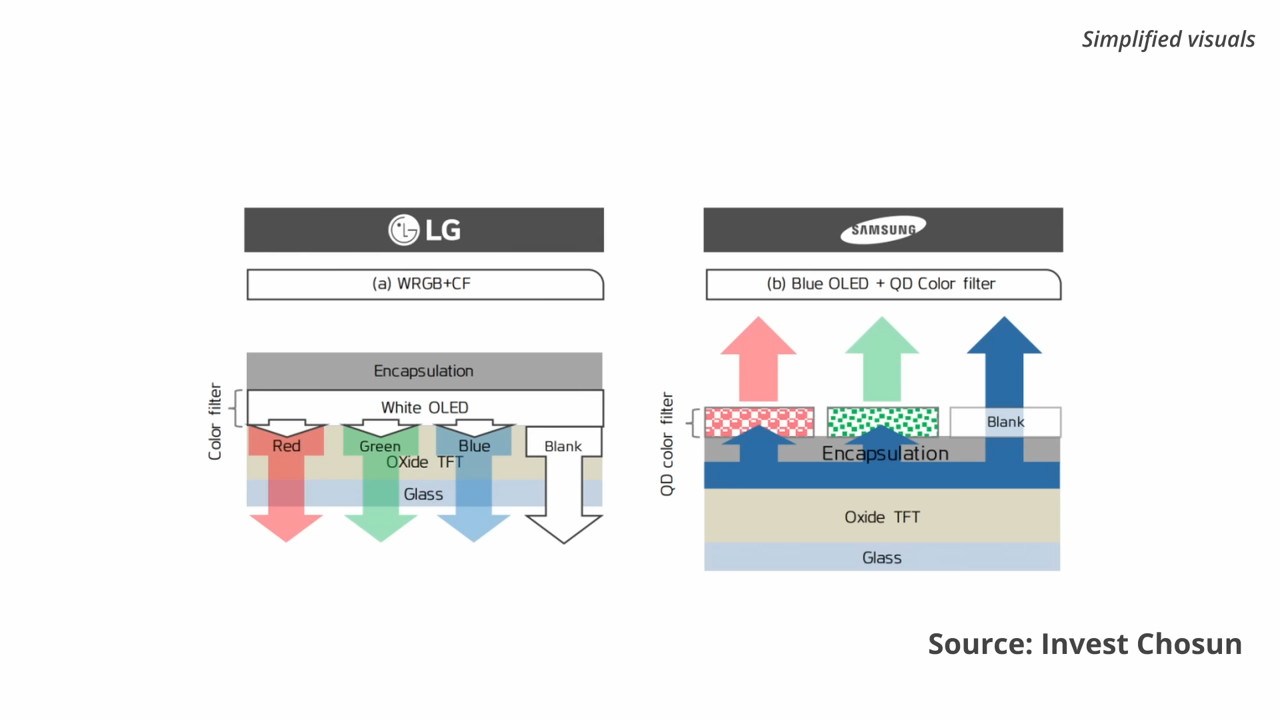 Simplified visuals
LG
(a) WRGB+CF
Encapsulation
White OLED
Color filter
Red
Green
Blue
Blank
OXide TFT
Glass
SAMSUNG
(b) Blue OLED + QD Color filter
QD color filter
Blank
Encapsulation
Oxide TFT
Glass
Source: Invest Chosun